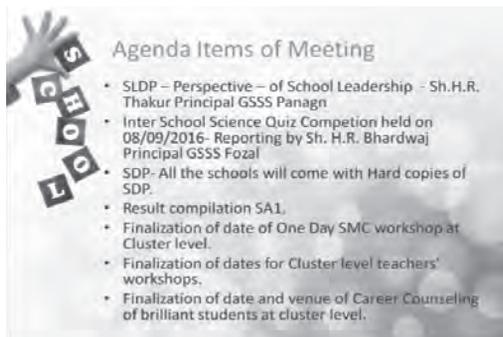 SCHOOL
Agenda Items of Meeting
• SLDP – Perspective – of School Leadership - Sh.H.R.
Thakur Principal GSSS Panagn
• Inter School Science Quiz Competion held on
08/09/2016- Reporting by Sh. H.R. Bhardwaj
Principal GSSS Fozal
• SDP- All the schools will come with Hard copies of
SDP.
• Result compilation SA1.
• Finalization of date of One Day SMC workshop at
Cluster level.
• Finalization of dates for Cluster level teachers'
workshops.
• Finalization of date and venue of Career Counseling
of brilliant students at cluster level.